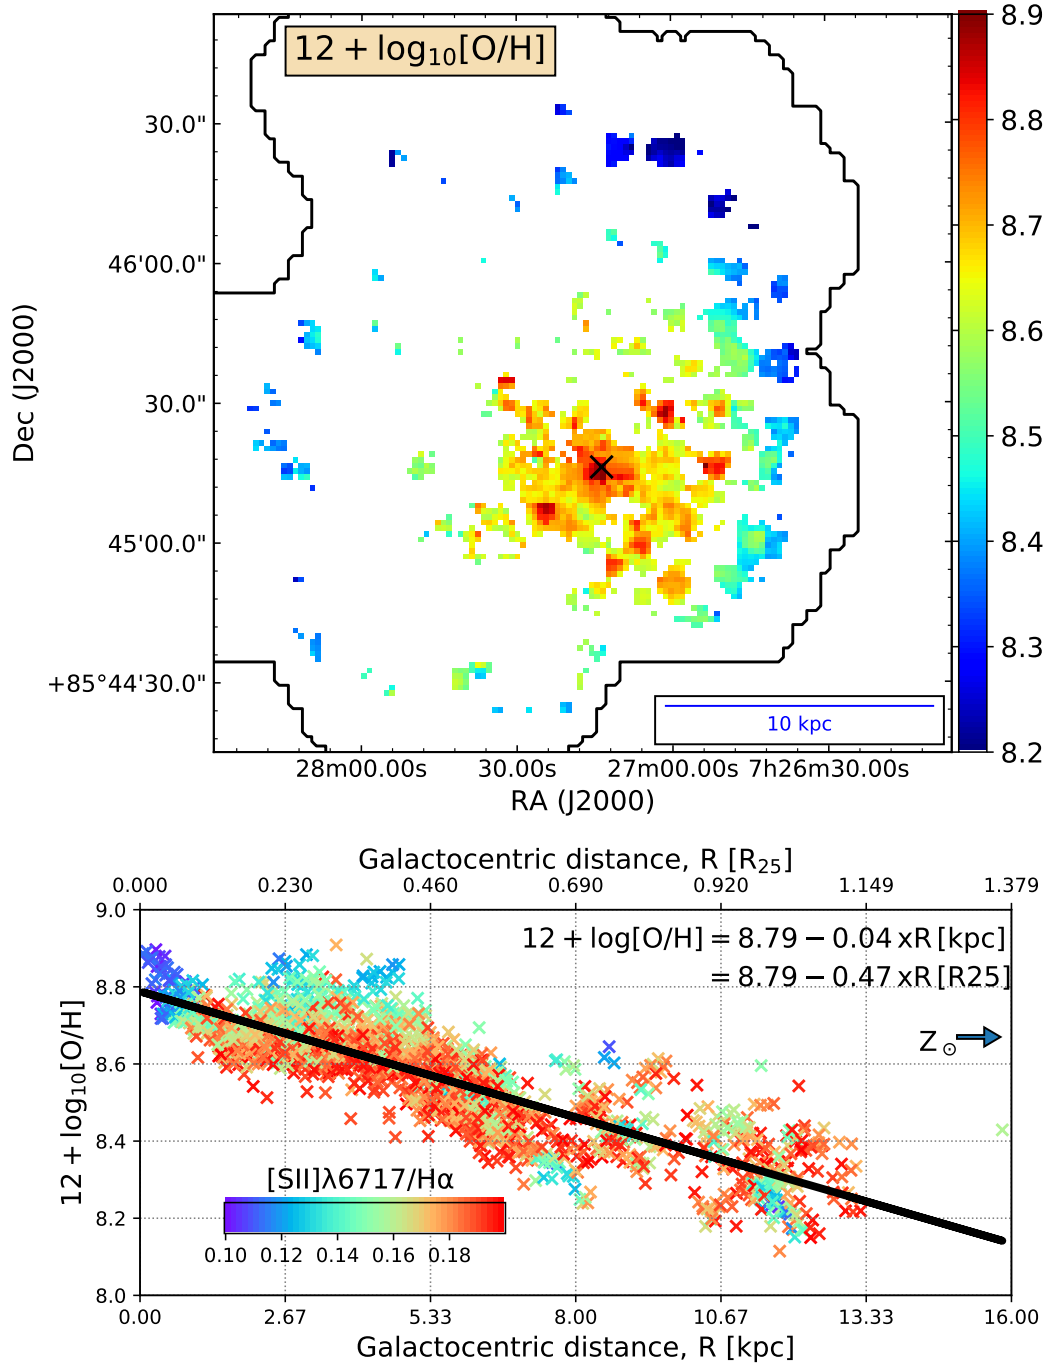 12 + log₁₀[O/H]
8.9
8.8
8.7
8.6
8.5
8.4
8.3
8.2
30.0"
46'00.0"
30.0"
45'00.0"
+85°44'30.0"
Dec (J2000)
10 kpc
28m00.00s 30.00s 27m00.00s 7h26m30.00s
RA (J2000)
Galactocentric distance, R [R₂₅]
0.000 0.230 0.460 0.690 0.920 1.149 1.379
9.0
8.8
8.6
8.4
8.2
8.0
12 + log₁₀[O/H]
12 + log[O/H] = 8.79 − 0.04 xR [kpc]
= 8.79 − 0.47 xR [R25]
Z⊙
[SII]λ6717/Hα
0.10 0.12 0.14 0.16 0.18
0.00 2.67 5.33 8.00 10.67 13.33 16.00
Galactocentric distance, R [kpc]